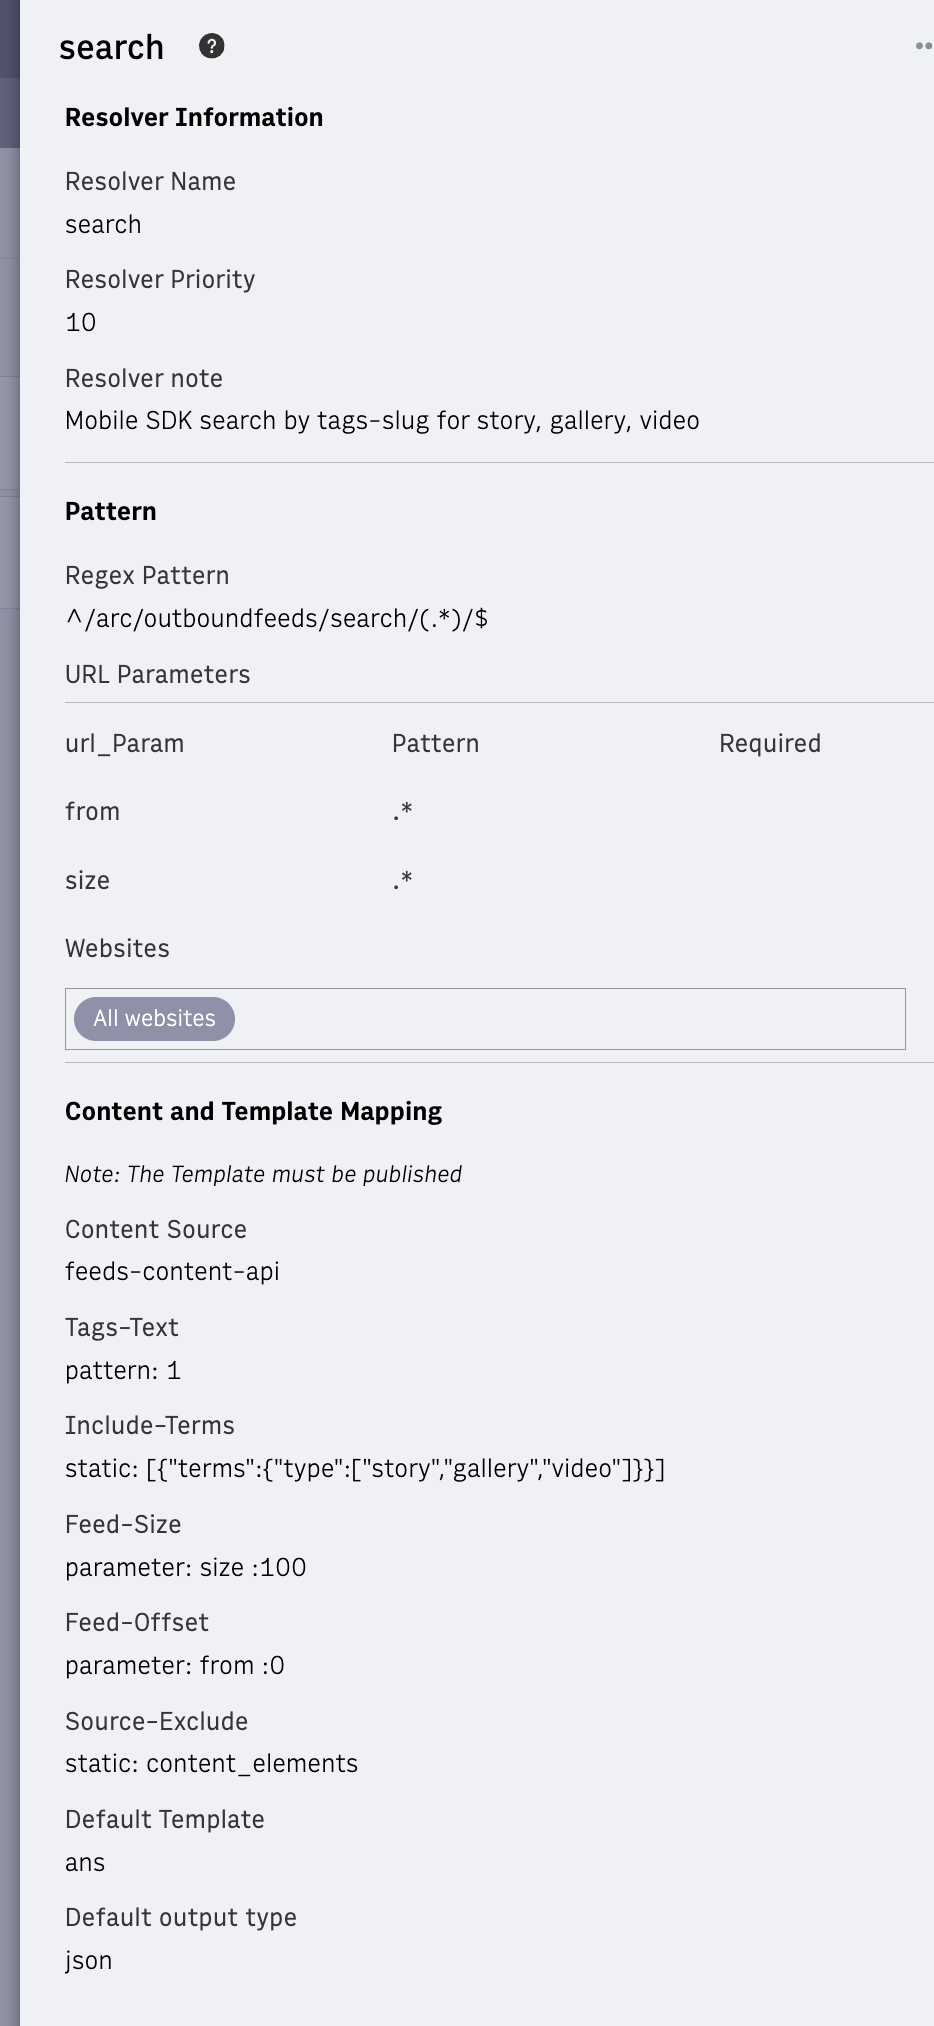 search
Resolver Information
Resolver Name
search
Resolver Priority
10
Resolver note
Mobile SDK search by tags-slug for story, gallery, video
Pattern
Regex Pattern
^/arc/outboundfeeds/search/(.*)/$
URL Parameters
url_Param Pattern Required
from .*
size .*
Websites
All websites
Content and Template Mapping
Note: The Template must be published
Content Source
feeds-content-api
Tags-Text
pattern: 1
Include-Terms
static: [{"terms":{"type":["story","gallery","video"]}}]
Feed-Size
parameter: size :100
Feed-Offset
parameter: from :0
Source-Exclude
static: content_elements
Default Template
ans
Default output type
json